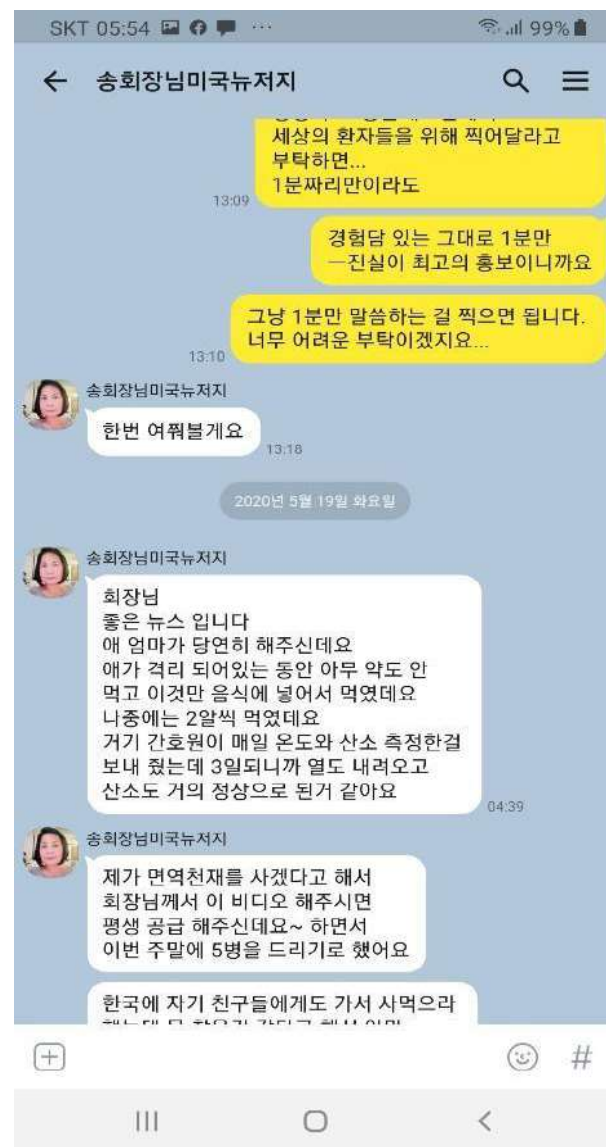 SKT 05:54 ... 99%
송회장님미국뉴저지
세상의 환자들을 위해 찍어달라고
부탁하면...
1분짜리만이라도
13:09
경험담 있는 그대로 1분만
―진실이 최고의 홍보이니까요
그냥 1분만 말씀하는 걸 찍으면 됩니다.
너무 어려운 부탁이겠지요...
13:10
송회장님미국뉴저지
한번 여쭤볼게요
13:18
2020년 5월 19일 화요일
송회장님미국뉴저지
회장님
좋은 뉴스 입니다
애 엄마가 당연히 해주신데요
애가 격리 되어있는 동안 아무 약도 안
먹고 이것만 음식에 넣어서 먹였데요
나중에는 2알씩 먹였데요
거기 간호원이 매일 온도와 산소 측정한걸
보내 줬는데 3일되니까 열도 내려오고
산소도 거의 정상으로 된거 같아요
04:39
송회장님미국뉴저지
제가 면역천재를 사겠다고 해서
회장님께서 이 비디오 해주시면
평생 공급 해주신데요~ 하면서
이번 주말에 5병을 드리기로 했어요
한국에 자기 친구들에게도 가서 사먹으라
#